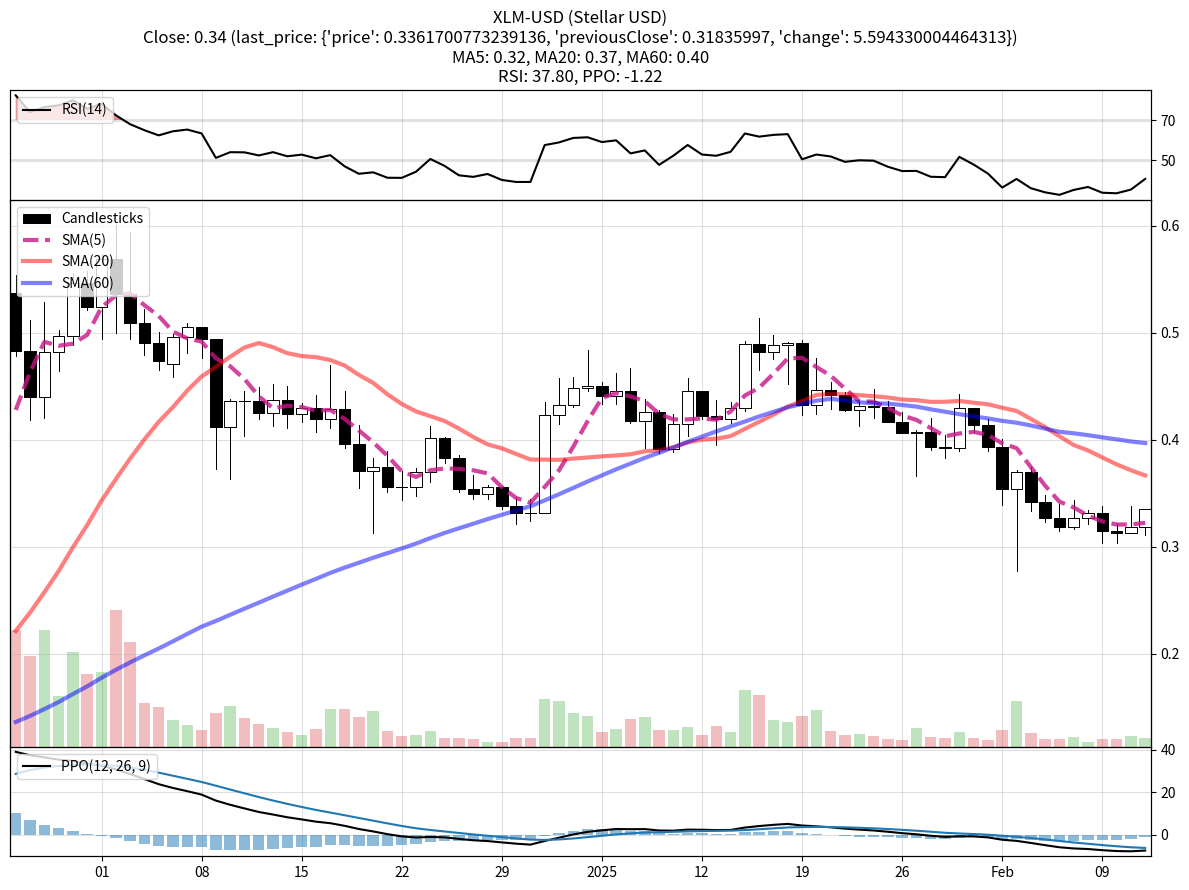 XLM-USD (Stellar USD)
Close: 0.34 (last_price: {'price': 0.3361700773239136, 'previousClose': 0.31835997, 'change': 5.594330004464313})
MA5: 0.32, MA20: 0.37, MA60: 0.40
RSI: 37.80, PPO: -1.22
RSI(14)
70
50
Candlesticks
SMA(5)
SMA(20)
SMA(60)
0.6
0.5
0.4
0.3
0.2
PPO(12, 26, 9)
40
20
0
01 08 15 22 29 2025 12 19 26 Feb 09